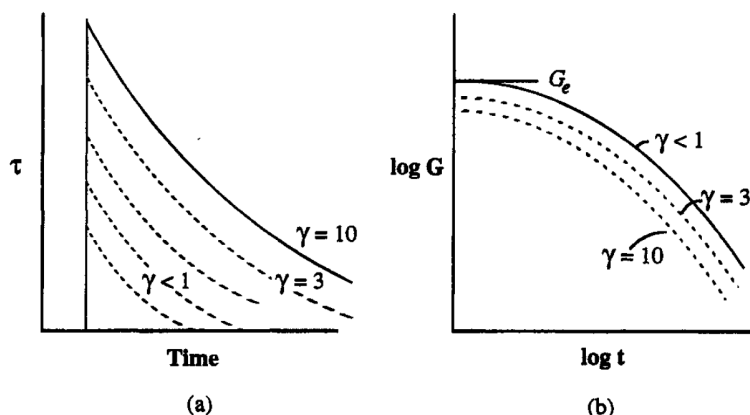 τ
γ = 10
γ < 1
γ = 3
Time
(a)
G_e
log G
γ < 1
γ = 3
γ = 10
log t
(b)